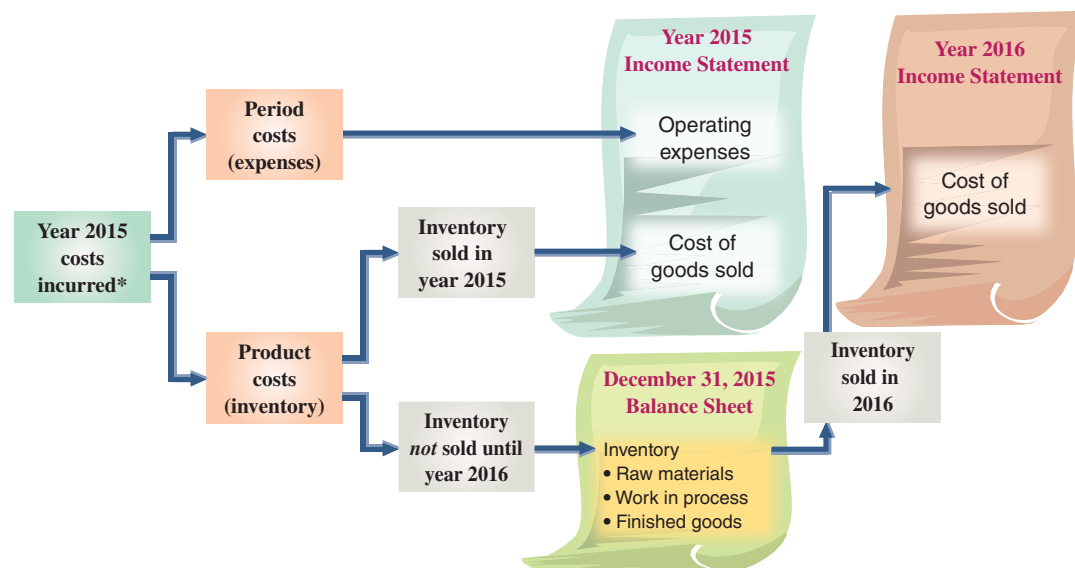 Year 2015
costs
incurred*
Period
costs
(expenses)
Product
costs
(inventory)
Inventory
sold in
year 2015
Inventory
not sold until
year 2016
Year 2015
Income Statement
Operating
expenses
Cost of
goods sold
December 31, 2015
Balance Sheet
Inventory
• Raw materials
• Work in process
• Finished goods
Inventory
sold in
2016
Year 2016
Income Statement
Cost of
goods sold